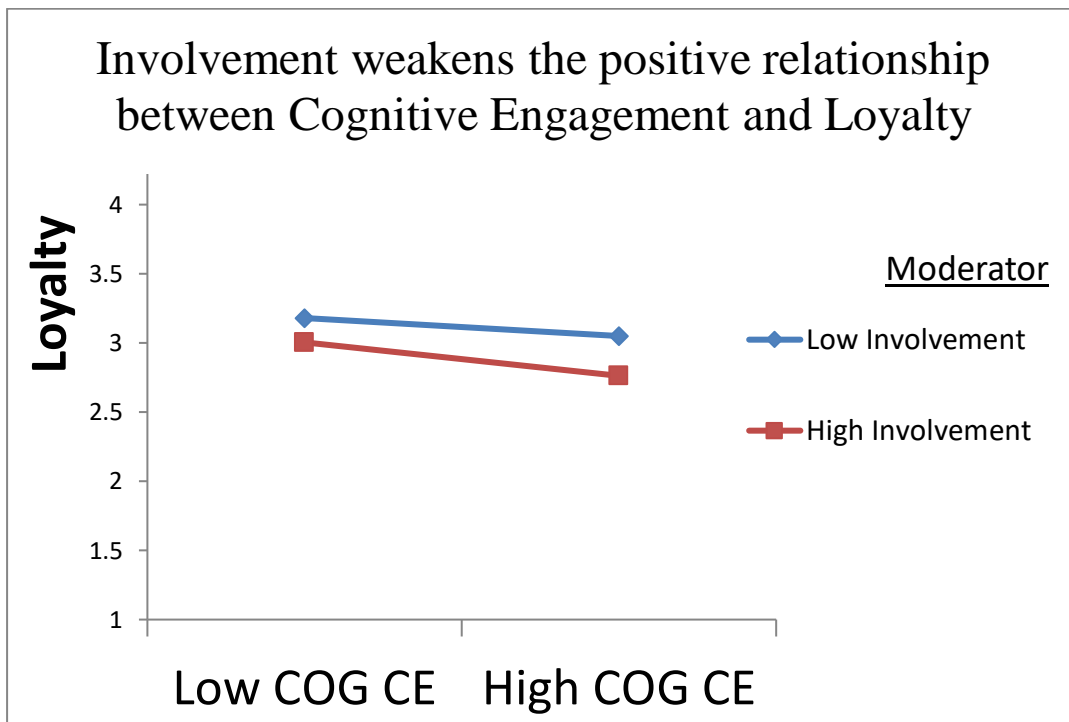 Involvement weakens the positive relationship
between Cognitive Engagement and Loyalty
Loyalty
4
3.5
3
2.5
2
1.5
1
Low COG CE
High COG CE
Moderator
Low Involvement
High Involvement